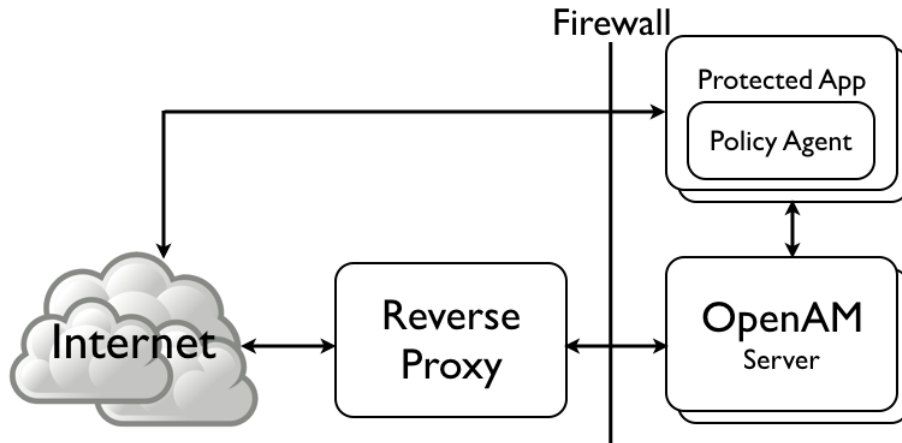 Firewall
Protected App
Policy Agent
Internet
Reverse
Proxy
OpenAM
Server